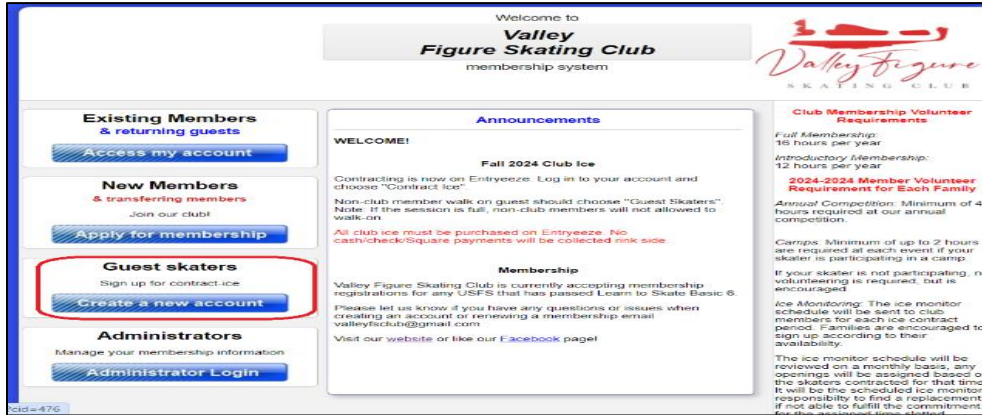 Welcome to
Valley
Figure Skating Club
membership system
Valley Figure
SKATING CLUB
Existing Members
& returning guests
Access my account
New Members
& transferring members
Join our club!
Apply for membership
Guest skaters
Sign up for contract-ice
Create a new account
Administrators
Manage your membership information
Administrator Login
Announcements
WELCOME!
Fall 2024 Club Ice
Contracting is now on Entryeeze. Log in to your account and
choose "Contract Ice".
Non-club member walk on guest should choose "Guest Skaters".
Note: If the session is full, non-club members will not allowed to
walk-on
All club ice must be purchased on Entryeeze. No
cash/check/Square payments will be collected rink side.
Membership
Valley Figure Skating Club is currently accepting membership
registrations for any USFS that has passed Learn to Skate Basic 6.
Please let us know if you have any questions or issues when
creating an account or renewing a membership email
valleyfsclub@gmail.com
Visit our website or like our Facebook page!
Club Membership Volunteer
Requirements
Full Membership:
16 hours per year
Introductory Membership:
12 hours per year
2024-2024 Member Volunteer
Requirement for Each Family
Annual Competition: Minimum of 4
hours required at our annual
competition.
Camps: Minimum of up to 2 hours
are required at each event if your
skater is participating in a camp.
If your skater is not participating, n
volunteering is required, but is
encouraged.
Ice Monitoring: The ice monitor
schedule will be sent to club
members for each ice contract
period. Families are encouraged to
sign up according to their
availability.
The ice monitor schedule will be
reviewed on a monthly basis, any
openings will be assigned based o
the skaters contracted for that time
It will be the scheduled ice monitor
responsibilty to find a replacement
if not able to fulfill the commitment
for the assigned time slotted
?cid=476